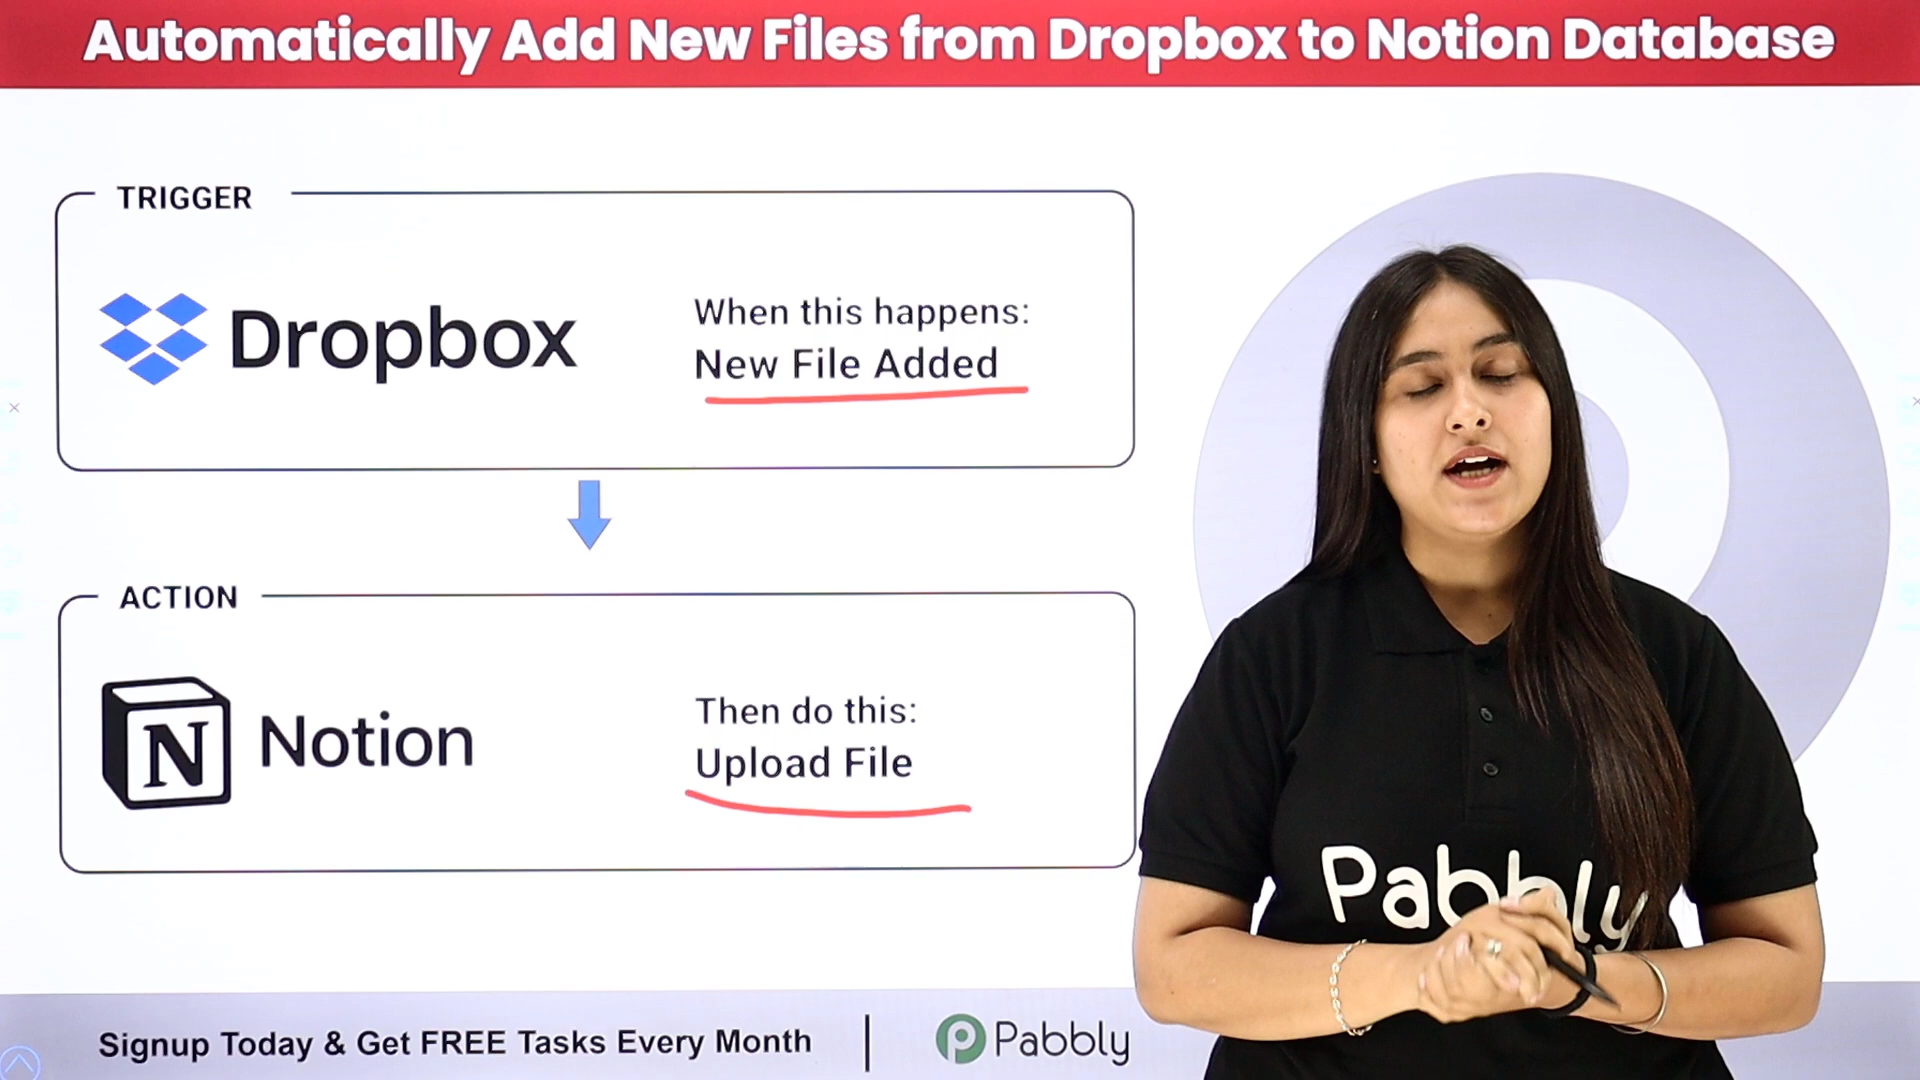 Automatically Add New Files from Dropbox to Notion Database
TRIGGER
Dropbox
When this happens:
New File Added
ACTION
N Notion
Then do this:
Upload File
Pabbly
Signup Today & Get FREE Tasks Every Month
Pabbly